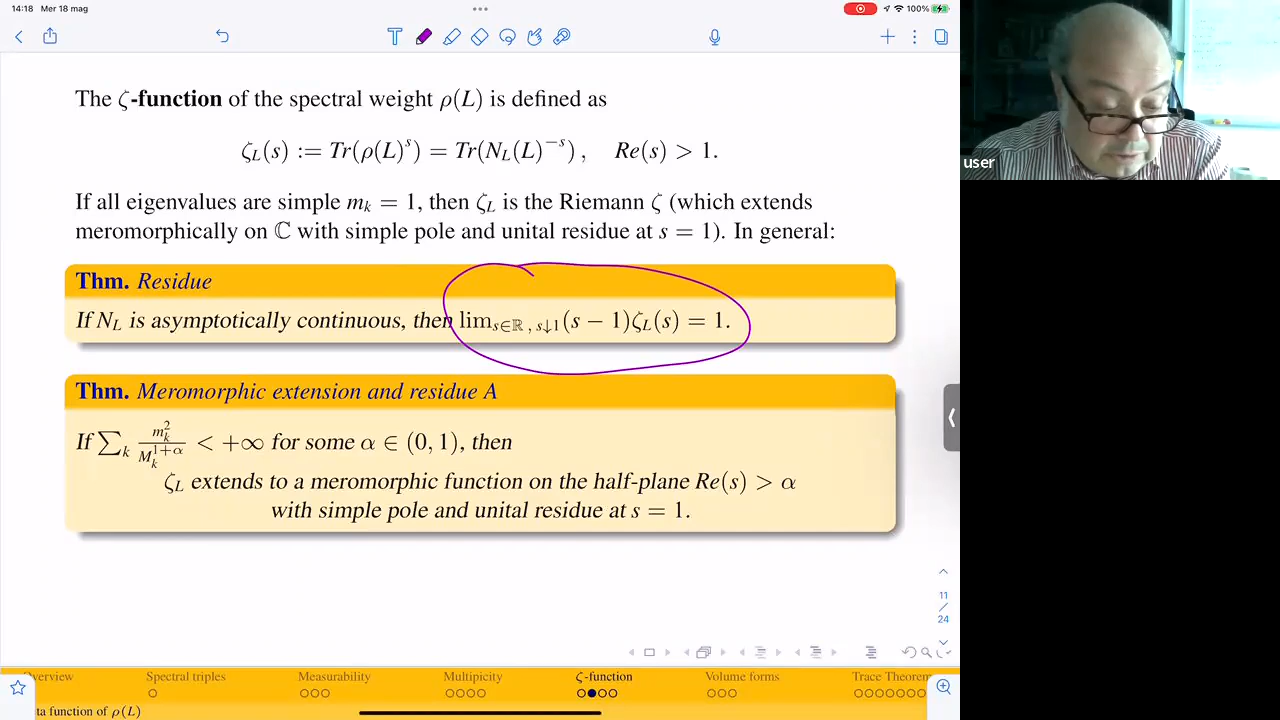 14:18 Mer 18 mag
100%
The ζ-function of the spectral weight ρ(L) is defined as
ζ_L(s) := Tr(ρ(L)^s) = Tr(N_L(L)^{−s}) , Re(s) > 1.
If all eigenvalues are simple m_k = 1, then ζ_L is the Riemann ζ (which extends
meromorphically on ℂ with simple pole and unital residue at s = 1). In general:
Thm. Residue
If N_L is asymptotically continuous, then lim_{s∈ℝ , s↓1}(s − 1)ζ_L(s) = 1.
Thm. Meromorphic extension and residue A
If ∑_k m_k^2 / M_k^{1+α} < +∞ for some α ∈ (0, 1), then
ζ_L extends to a meromorphic function on the half-plane Re(s) > α
with simple pole and unital residue at s = 1.
11
/
24
Overview Spectral triples Measurability Multipicity ζ-function Volume forms Trace Theorem
ta function of ρ(L)
user